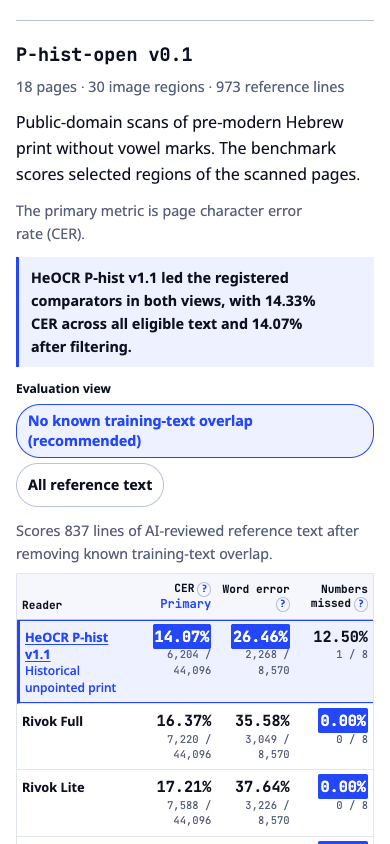 P-hist-open v0.1
18 pages · 30 image regions · 973 reference lines
Public-domain scans of pre-modern Hebrew
print without vowel marks. The benchmark
scores selected regions of the scanned pages.
The primary metric is page character error
rate (CER).
HeOCR P-hist v1.1 led the registered
comparators in both views, with 14.33%
CER across all eligible text and 14.07%
after filtering.
Evaluation view
No known training-text overlap
(recommended)
All reference text
Scores 837 lines of AI-reviewed reference text after
removing known training-text overlap.
Reader CER ? Primary Word error ? Numbers missed ?
HeOCR P-hist v1.1 14.07% 26.46% 12.50%
Historical unpointed print 6,204 / 44,096 2,268 / 8,570 1 / 8
Rivok Full 16.37% 35.58% 0.00%
7,220 / 44,096 3,049 / 8,570 0 / 8
Rivok Lite 17.21% 37.64% 0.00%
7,588 / 44,096 3,226 / 8,570 0 / 8